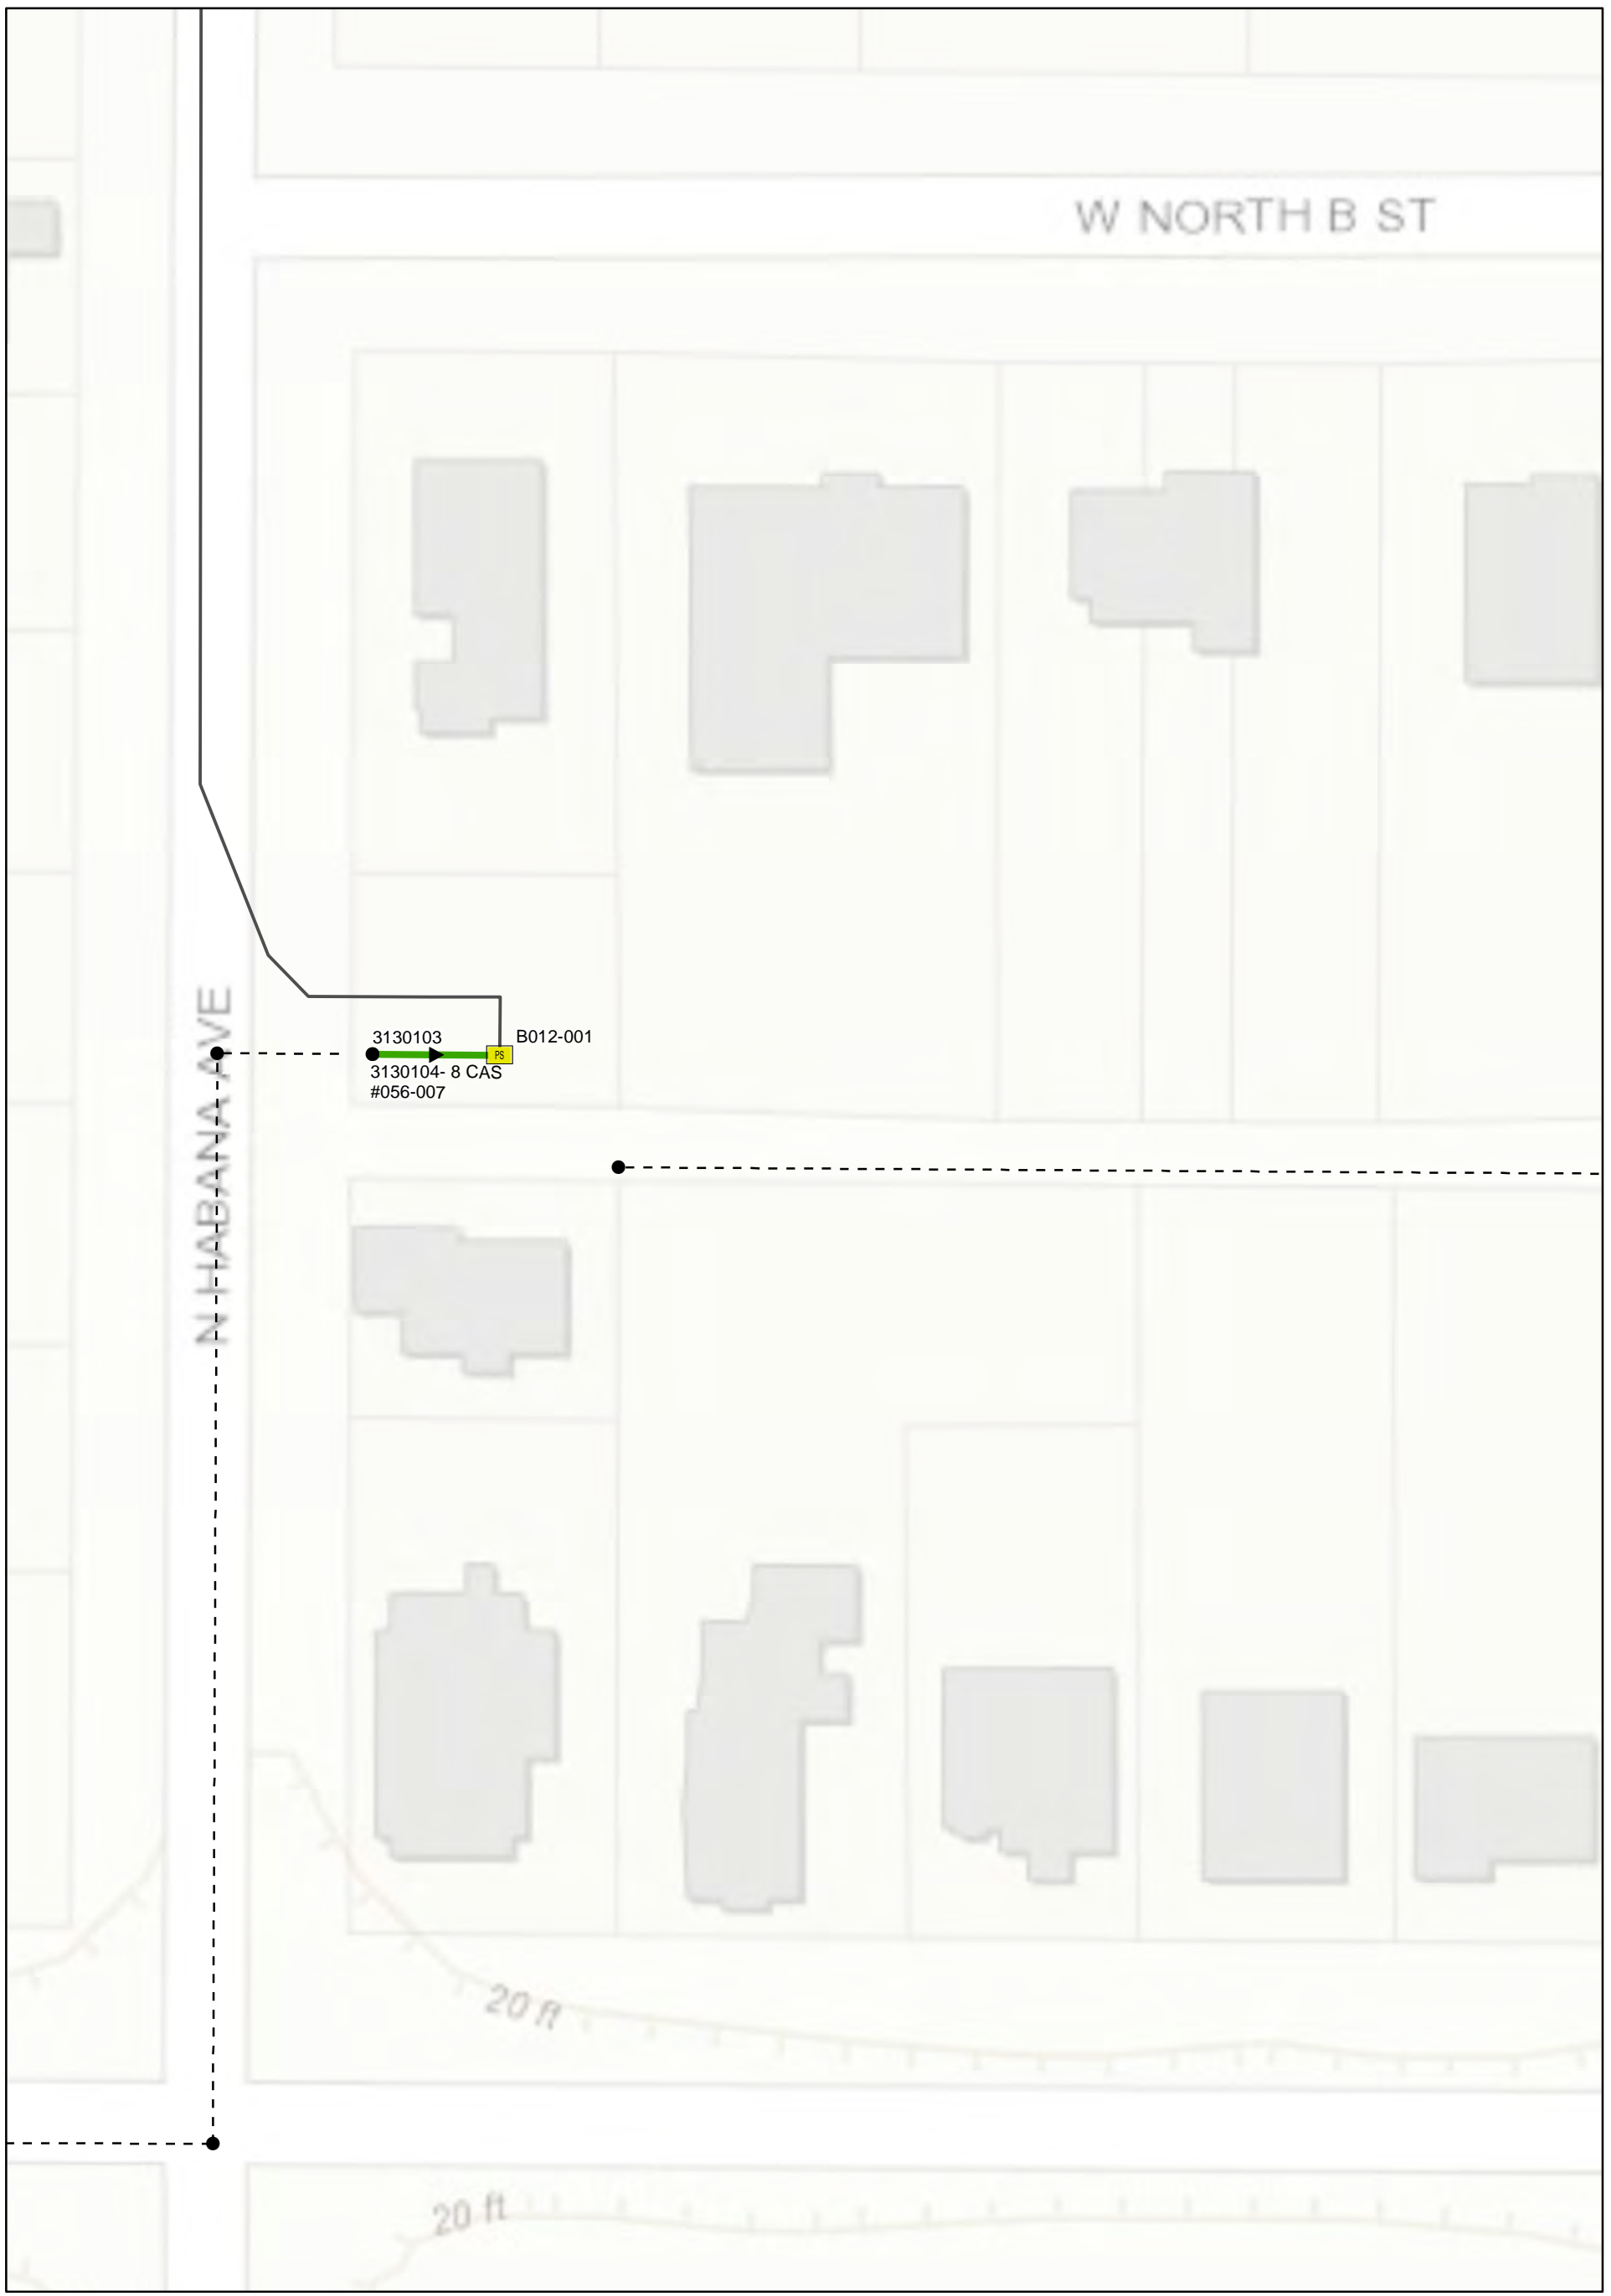 W NORTH B ST
N HABANA AVE
3130103
B012-001
PS
3130104- 8 CAS
#056-007
20 ft
20 ft